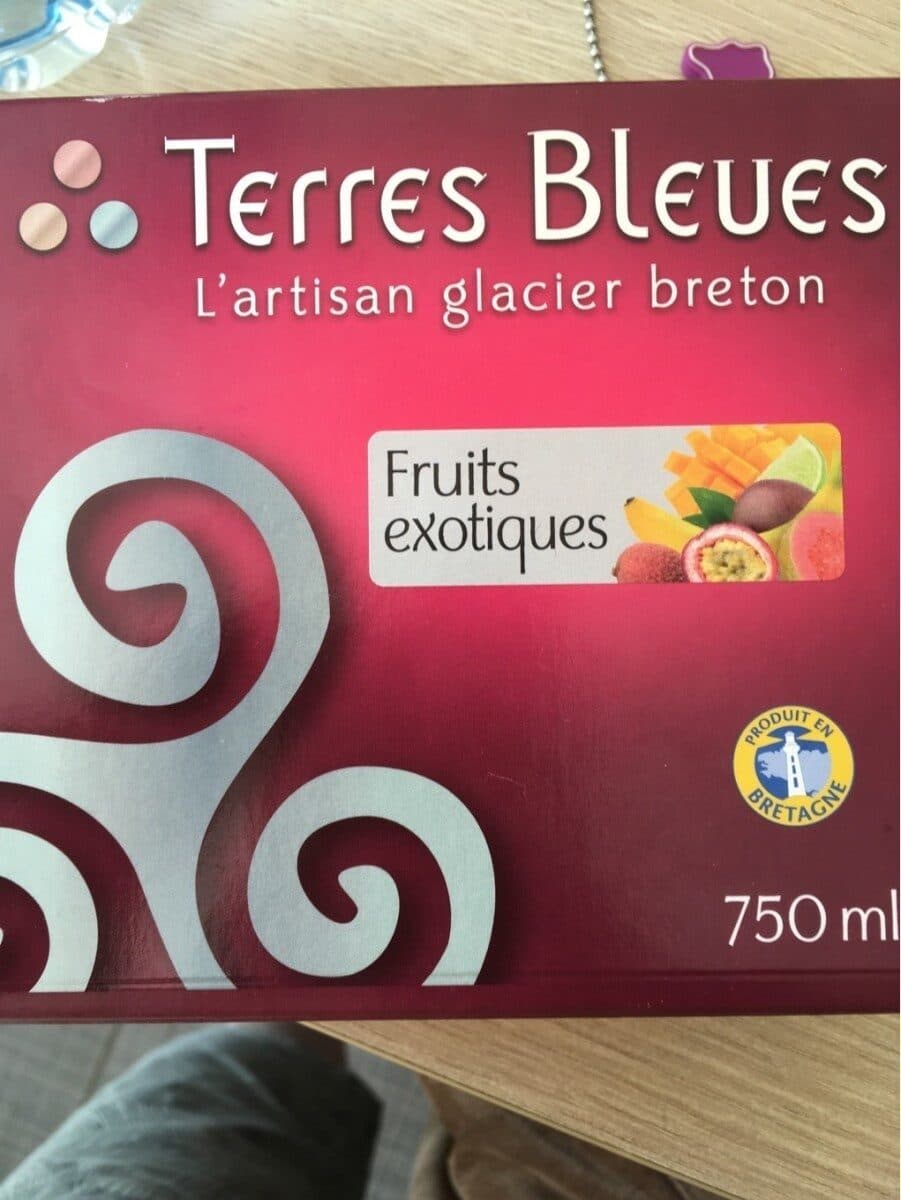 Terres Bleues
L'artisan glacier breton
Fruits
exotiques
PRODUIT EN
BRETAGNE
750 ml